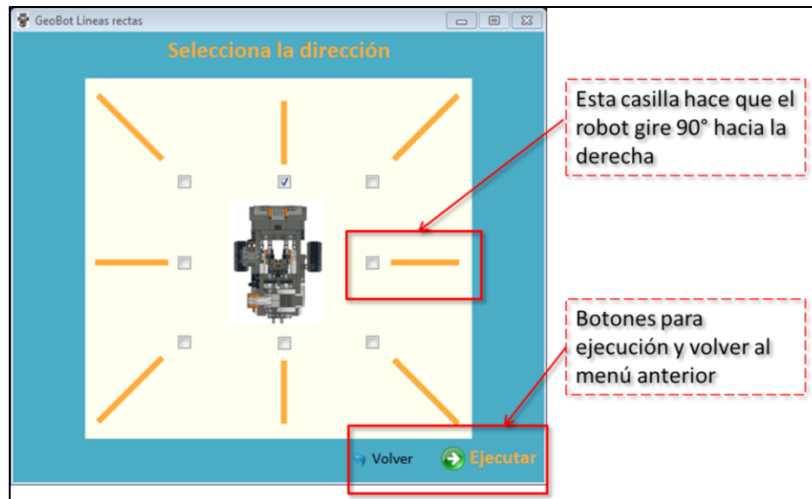 GeoBot Líneas rectas
Selecciona la dirección
Esta casilla hace que el
robot gire 90° hacia la
derecha
Botones para
ejecución y volver al
menú anterior
Volver
Ejecutar